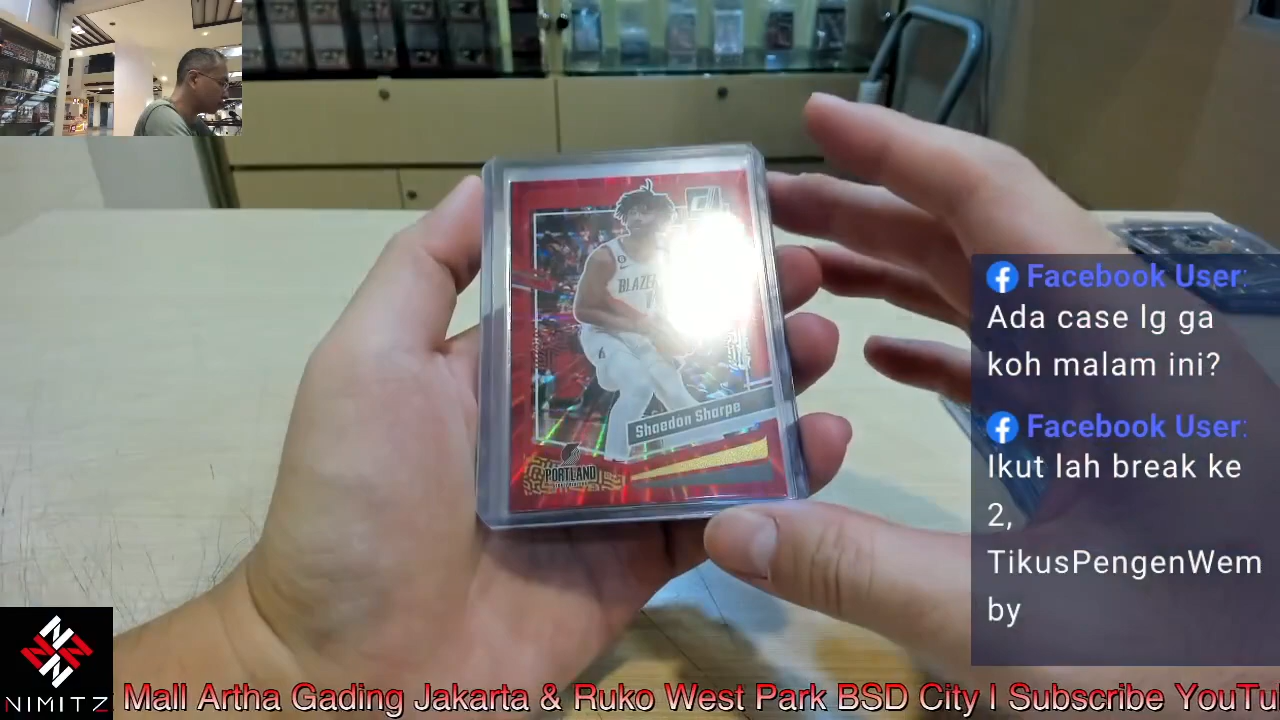 BLAZE
Shaedon Sharpe
PORTLAND
Facebook User:
Ada case lg ga
koh malam ini?
Facebook User:
Ikut lah break ke
2,
TikusPengenWem
by
NIMITZ
Mall Artha Gading Jakarta & Ruko West Park BSD City I Subscribe YouTu